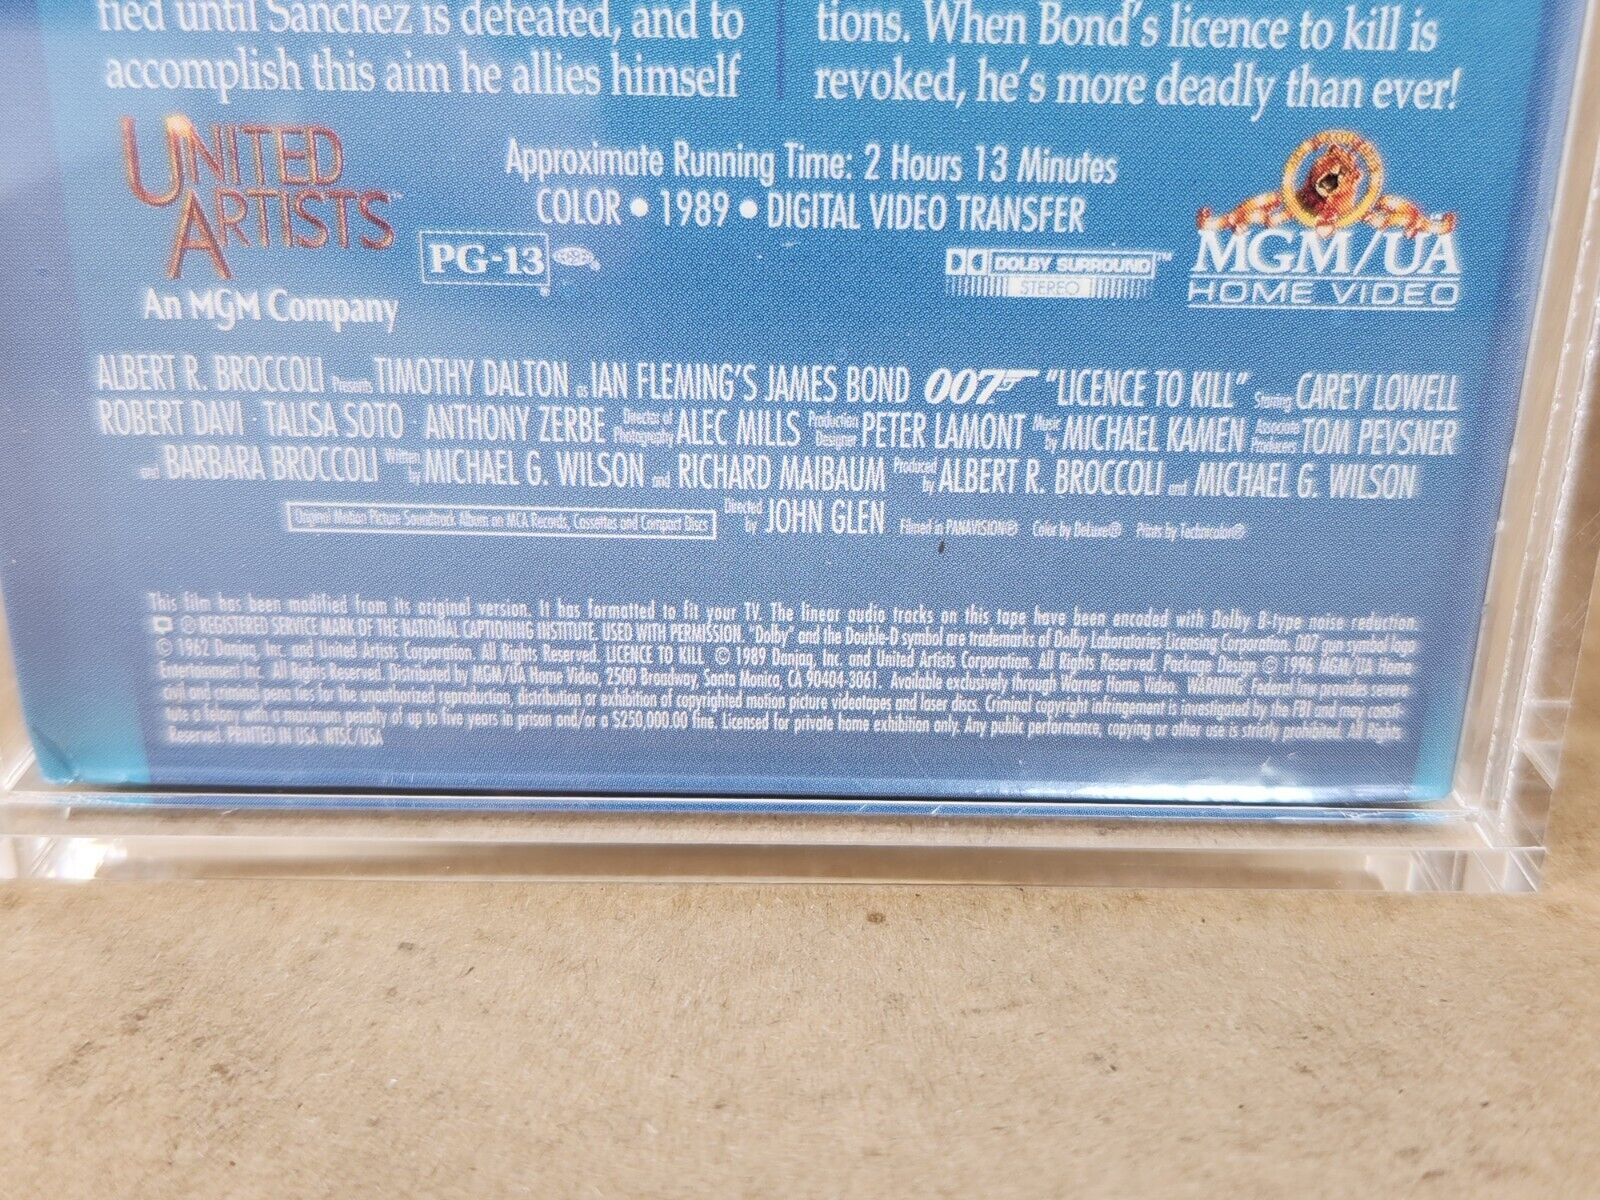 fied until Sanchez is defeated, and to
accomplish this aim he allies himself
tions. When Bond's licence to kill is
revoked, he's more deadly than ever!
UNITED
ARTISTS™
An MGM Company
PG-13
Approximate Running Time: 2 Hours 13 Minutes
COLOR • 1989 • DIGITAL VIDEO TRANSFER
DOLBY SURROUND™
STEREO
MGM/UA
HOME VIDEO
ALBERT R. BROCCOLI Presents TIMOTHY DALTON as IAN FLEMING'S JAMES BOND 007 "LICENCE TO KILL" Starring CAREY LOWELL
ROBERT DAVI · TALISA SOTO · ANTHONY ZERBE Director of Photography ALEC MILLS Production Designer PETER LAMONT Music by MICHAEL KAMEN Associate Producers TOM PEVSNER
and BARBARA BROCCOLI Written by MICHAEL G. WILSON and RICHARD MAIBAUM Produced by ALBERT R. BROCCOLI and MICHAEL G. WILSON
Original Motion Picture Soundtrack Album on MCA Records, Cassettes and Compact Discs
Directed by JOHN GLEN Filmed in PANAVISION® Color by DeLuxe® Prints by Technicolor®
This film has been modified from its original version. It has formatted to fit your TV. The linear audio tracks on this tape have been encoded with Dolby B-type noise reduction.
® REGISTERED SERVICE MARK OF THE NATIONAL CAPTIONING INSTITUTE. USED WITH PERMISSION. "Dolby" and the Double-D symbol are trademarks of Dolby Laboratories Licensing Corporation. 007 gun symbol logo
© 1962 Danjaq, Inc. and United Artists Corporation. All Rights Reserved. LICENCE TO KILL © 1989 Danjaq, Inc. and United Artists Corporation. All Rights Reserved. Package Design © 1996 MGM/UA Home
Entertainment Inc. All Rights Reserved. Distributed by MGM/UA Home Video, 2500 Broadway, Santa Monica, CA 90404-3061. Available exclusively through Warner Home Video. WARNING: Federal law provides severe
civil and criminal pena ties for the unauthorized reproduction, distribution or exhibition of copyrighted motion picture videotapes and laser discs. Criminal copyright infringement is investigated by the FBI and may consti-
tute a felony with a maximum penalty of up to five years in prison and/or a $250,000.00 fine. Licensed for private home exhibition only. Any public performance, copying or other use is strictly prohibited. All Rights
Reserved. PRINTED IN USA. NTSC/USA